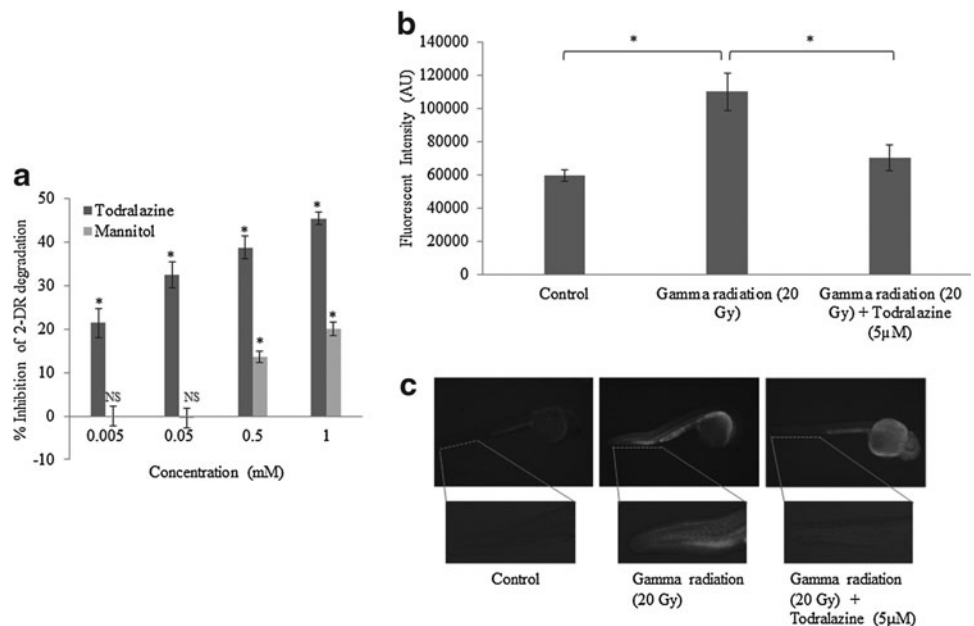 a
% Inhibition of 2-DR degradation
50
40
30
20
10
0
-10
Todralazine
Mannitol
*
NS
*
NS
*
*
*
*
0.005
0.05
0.5
1
Concentration (mM)
b
Fluorescent Intensity (AU)
140000
120000
100000
80000
60000
40000
20000
0
*
*
Control
Gamma radiation (20
Gy)
Gamma radiation (20
Gy) + Todralazine
(5µM)
c
Control
Gamma radiation
(20 Gy)
Gamma radiation
(20 Gy) +
Todralazine (5µM)